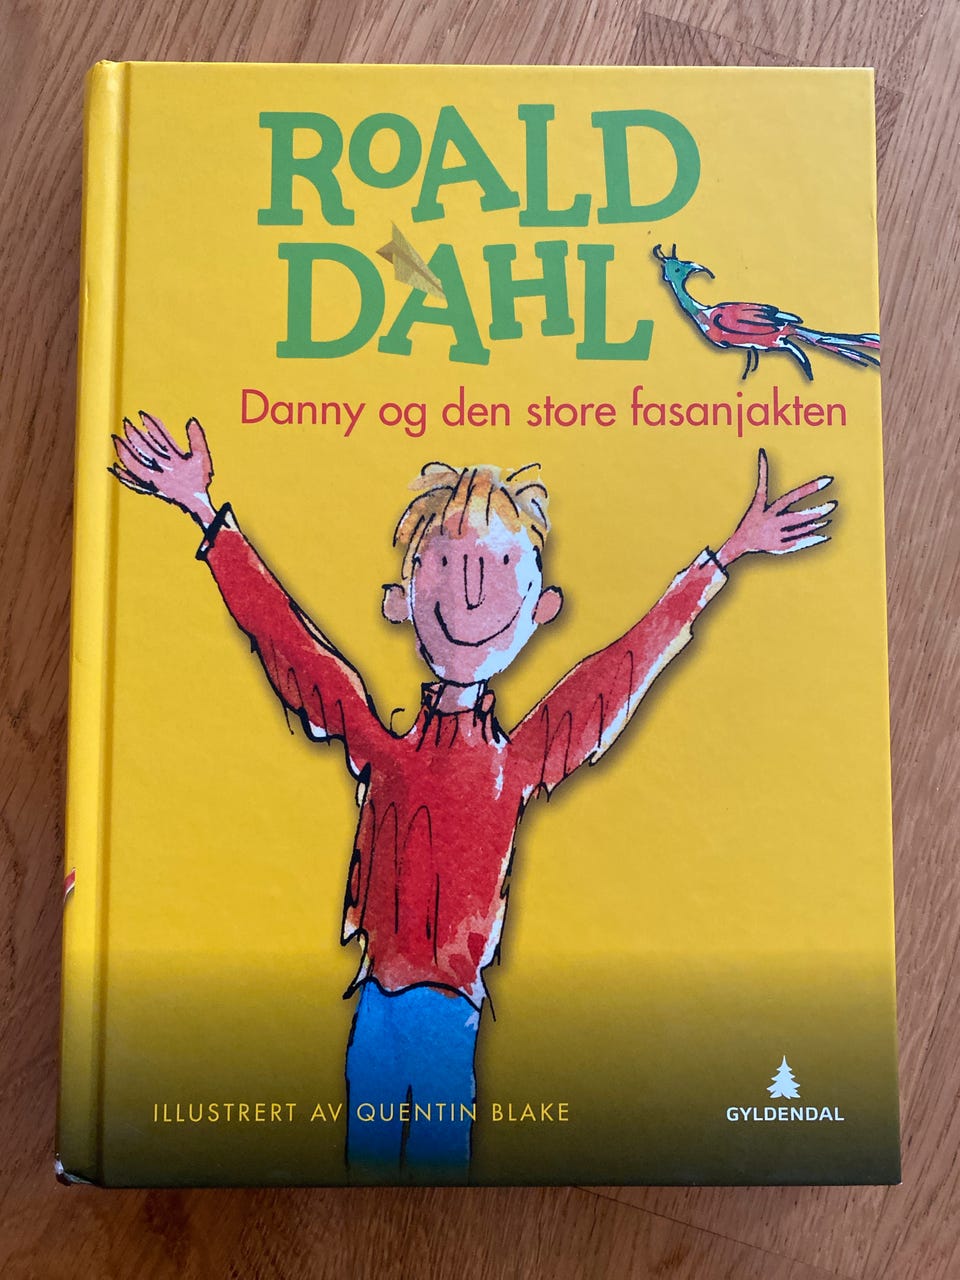 ROALD
DAHL
Danny og den store fasanjakten
ILLUSTRERT AV QUENTIN BLAKE
GYLDENDAL